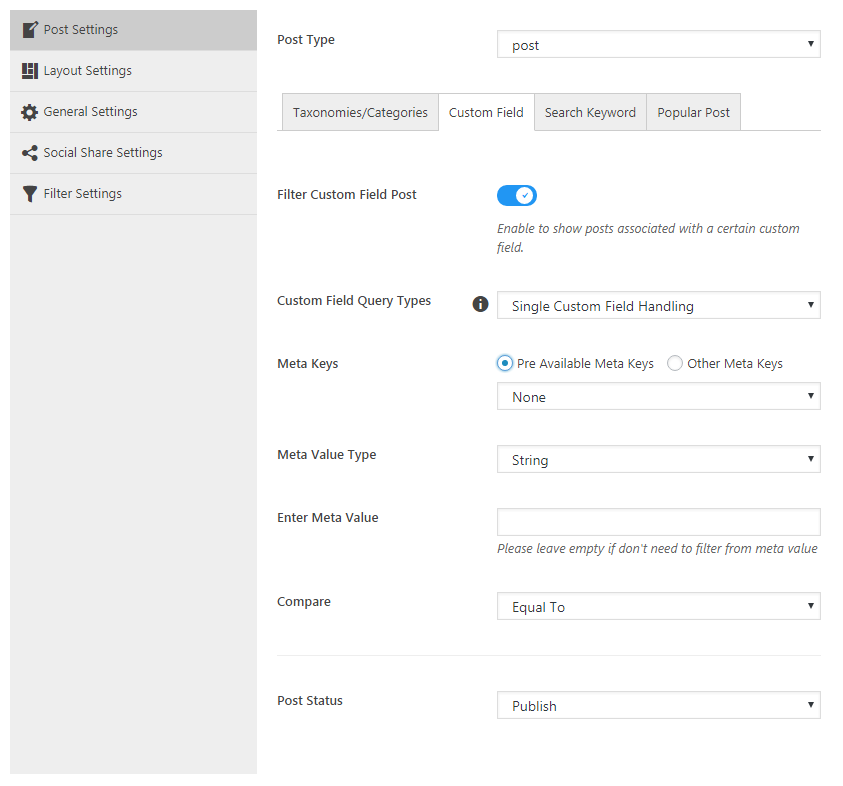 Post Settings
Layout Settings
General Settings
Social Share Settings
Filter Settings
Post Type
post
Taxonomies/Categories
Custom Field
Search Keyword
Popular Post
Filter Custom Field Post
Enable to show posts associated with a certain custom
field.
Custom Field Query Types
Single Custom Field Handling
Meta Keys
Pre Available Meta Keys
Other Meta Keys
None
Meta Value Type
String
Enter Meta Value
Please leave empty if don't need to filter from meta value
Compare
Equal To
Post Status
Publish